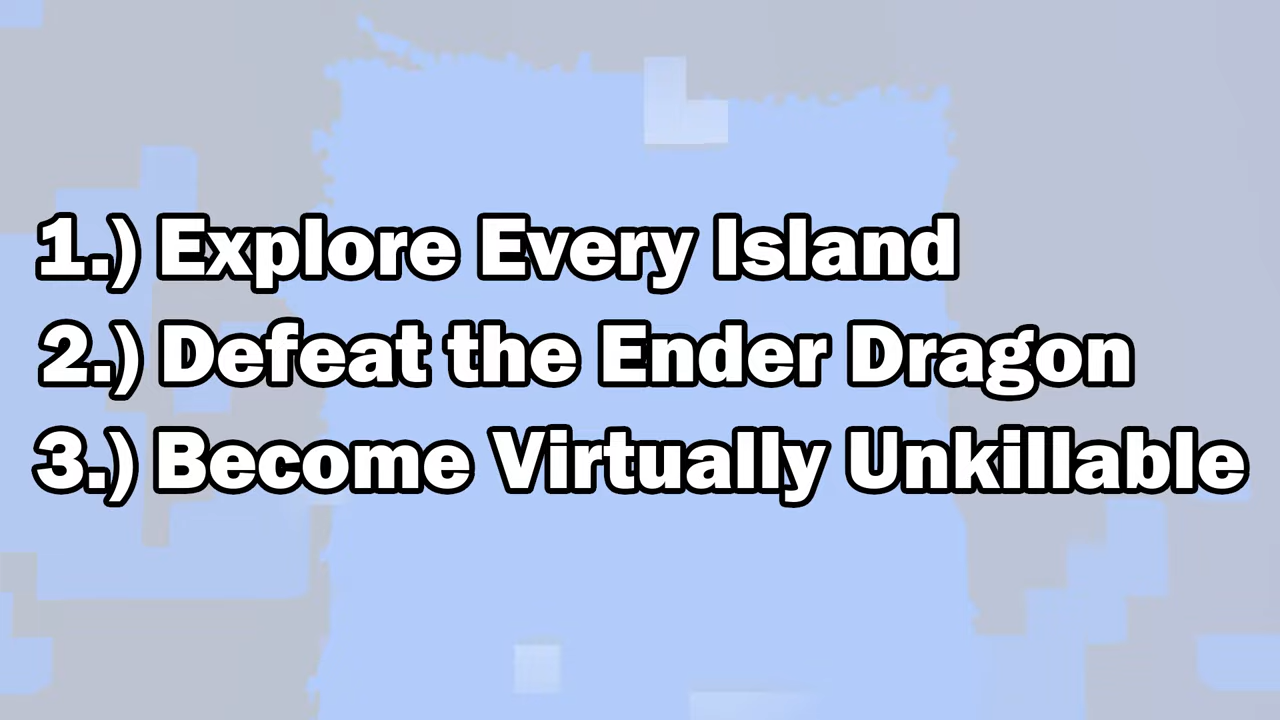 1.) Explore Every Island
2.) Defeat the Ender Dragon
3.) Become Virtually Unkillable